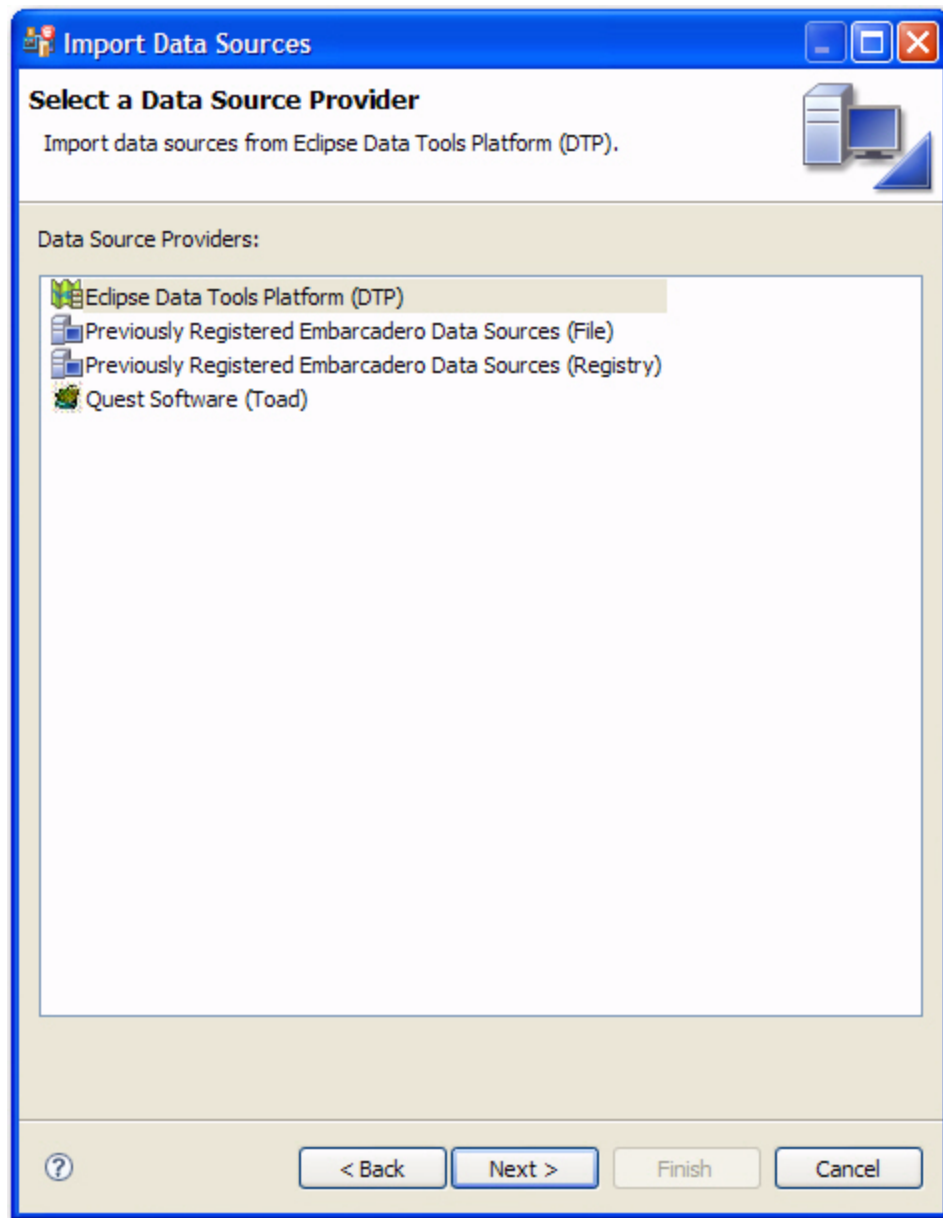 Import Data Sources
Select a Data Source Provider
Import data sources from Eclipse Data Tools Platform (DTP).
Data Source Providers:
Eclipse Data Tools Platform (DTP)
Previously Registered Embarcadero Data Sources (File)
Previously Registered Embarcadero Data Sources (Registry)
Quest Software (Toad)
? < Back Next > Finish Cancel